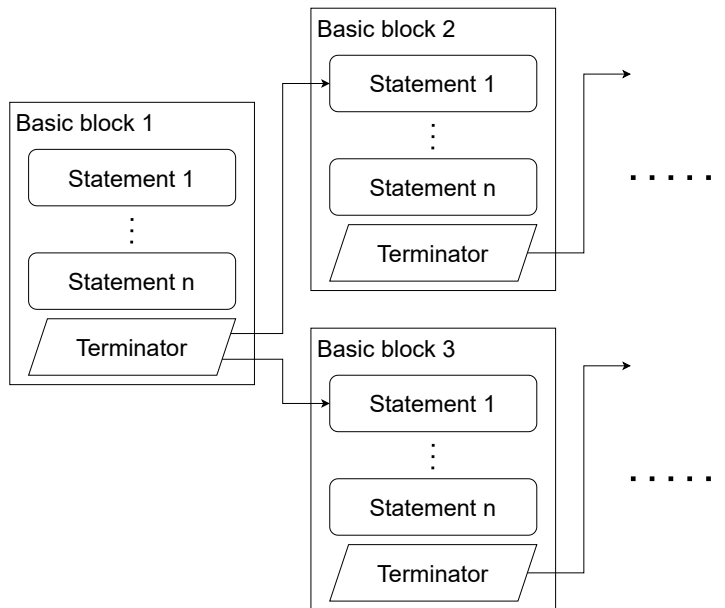 Basic block 1
Statement 1
⋮
Statement n
Terminator
Basic block 2
Statement 1
⋮
Statement n
Terminator
Basic block 3
Statement 1
⋮
Statement n
Terminator
.....
.....